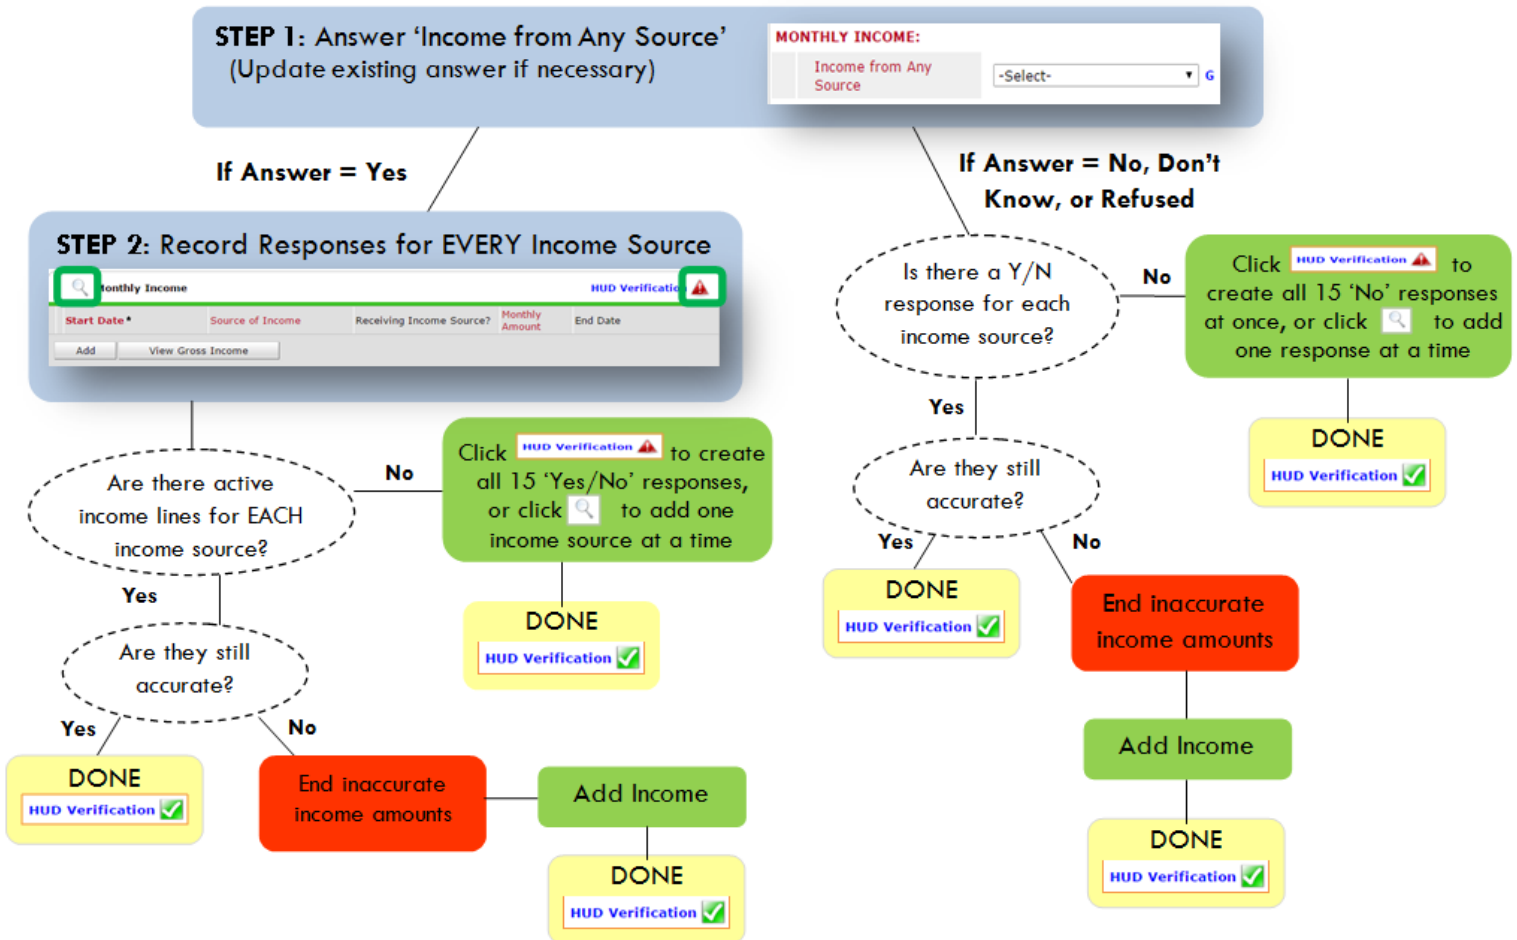 STEP 1: Answer ‘Income from Any Source’
(Update existing answer if necessary)
MONTHLY INCOME:
Income from Any
Source
-Select-
G
If Answer = Yes
If Answer = No, Don’t
Know, or Refused
STEP 2: Record Responses for EVERY Income Source
Monthly Income
HUD Verification
Start Date*
Source of Income
Receiving Income Source?
Monthly
Amount
End Date
Add
View Gross Income
Is there a Y/N
response for each
income source?
No
Click HUD Verification to
create all 15 ‘No’ responses
at once, or click to add
one response at a time
Yes
DONE
HUD Verification
Are there active
income lines for EACH
income source?
No
Click HUD Verification to create
all 15 ‘Yes/No’ responses,
or click to add one
income source at a time
Are they still
accurate?
Yes
No
DONE
HUD Verification
End inaccurate
income amounts
Add Income
DONE
HUD Verification
Yes
DONE
HUD Verification
Are they still
accurate?
Yes
No
DONE
HUD Verification
End inaccurate
income amounts
Add Income
DONE
HUD Verification